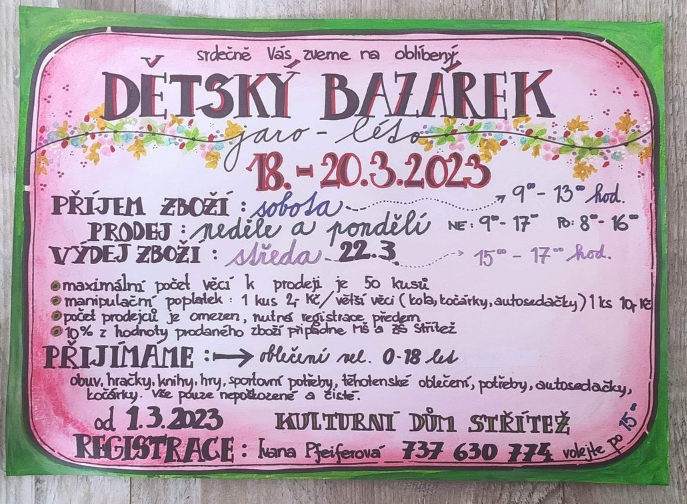 srdečně Vás zveme na oblíbený
DĚTSKÝ BAZÁREK
jaro - léto
18. - 20.3.2023
PŘÍJEM ZBOŽÍ : sobota 9⁰⁰ - 13⁰⁰ hod.
PRODEJ : neděle a pondělí NE: 9⁰⁰ - 17⁰⁰ PO: 8⁰⁰ - 16⁰⁰
VÝDEJ ZBOŽÍ : středa 22.3. 15⁰⁰ - 17⁰⁰ hod.
maximální počet věcí k prodeji je 50 kusů
manipulační poplatek : 1 kus 2,- Kč / větší věci ( kola, kočárky, autosedačky ) 1 ks 10,- Kč
počet prodejců je omezen, nutná registrace předem
10% z hodnoty prodaného zboží připadne MŠ a ZŠ Střítež
PŘIJÍMÁME : → oblečení vel. 0-18 let
obuv, hračky, knihy, hry, sportovní potřeby, těhotenské oblečení, potřeby, autosedačky,
kočárky. Vše pouze nepoškozené a čisté.
od 1.3.2023 KULTURNÍ DŮM STŘÍTEŽ
REGISTRACE : Ivana Pfeiferová 737 630 774 volejte po 15⁰⁰